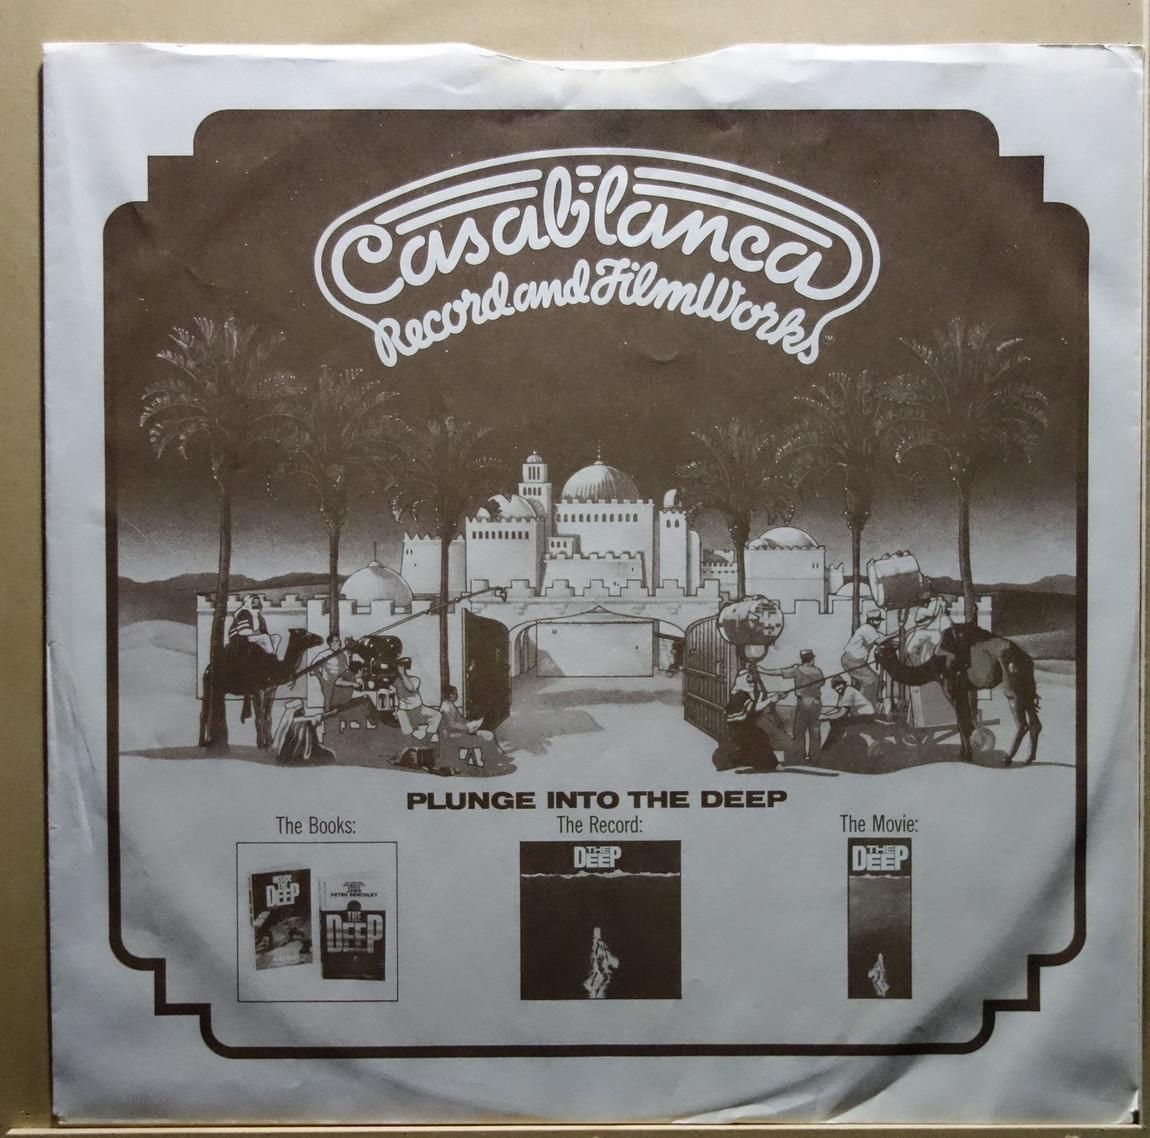 Casablanca
Record and FilmWorks
TM
PLUNGE INTO THE DEEP
The Books:
The Record:
The Movie:
INSIDE
THE
DEEP
PETER BENCHLEY
THE
DEEP
THE
DEEP
THE
DEEP